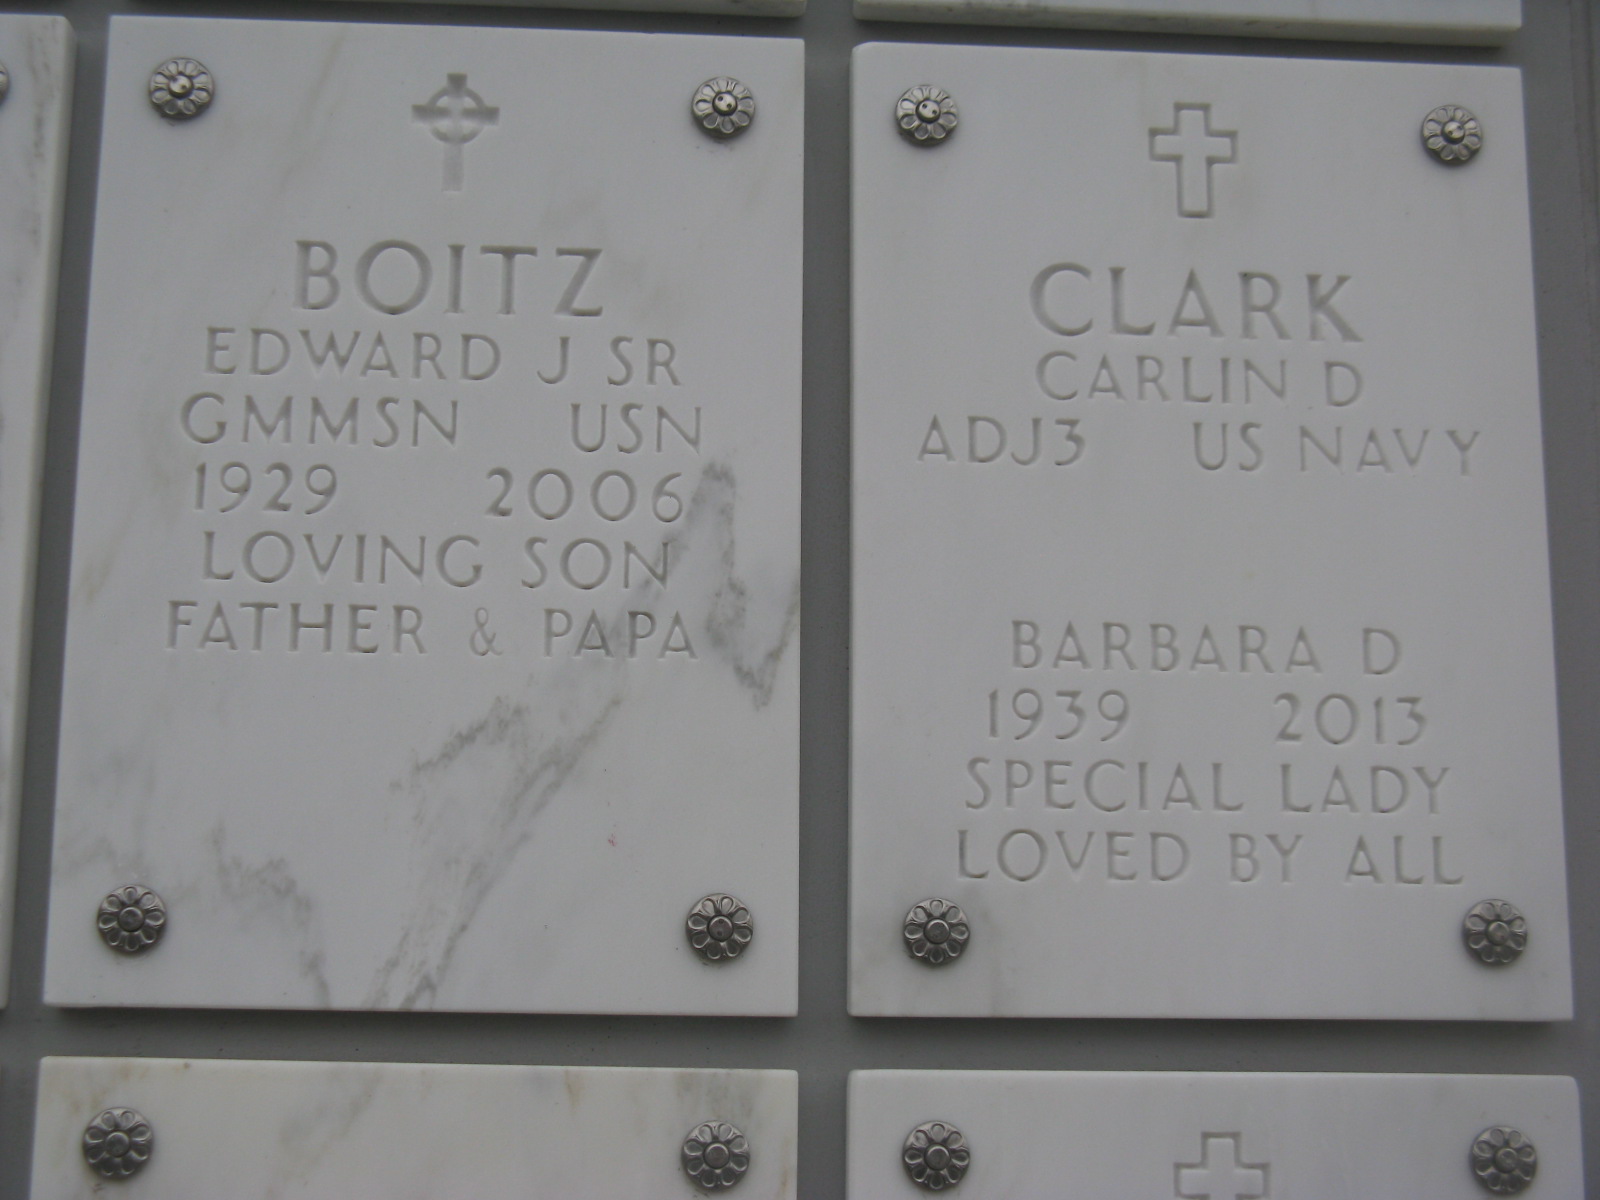 BOITZ
EDWARD J SR
GMMSN USN
1929 2006
LOVING SON
FATHER & PAPA
CLARK
CARLIN D
ADJ3 US NAVY
BARBARA D
1939 2013
SPECIAL LADY
LOVED BY ALL